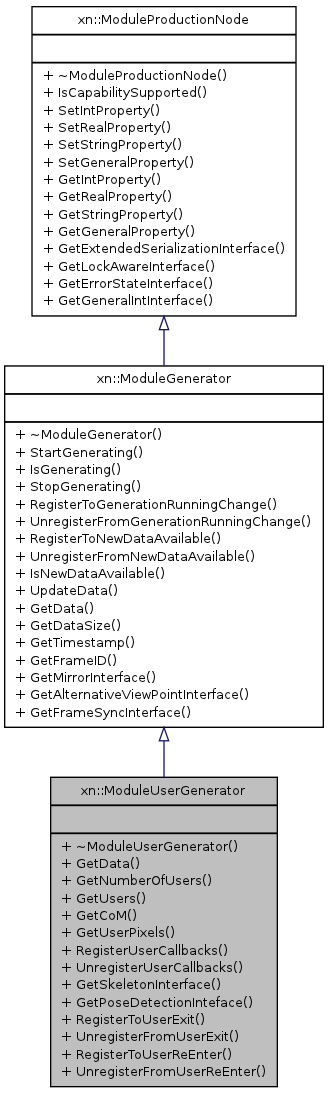 xn::ModuleProductionNode
+ ~ModuleProductionNode()
+ IsCapabilitySupported()
+ SetIntProperty()
+ SetRealProperty()
+ SetStringProperty()
+ SetGeneralProperty()
+ GetIntProperty()
+ GetRealProperty()
+ GetStringProperty()
+ GetGeneralProperty()
+ GetExtendedSerializationInterface()
+ GetLockAwareInterface()
+ GetErrorStateInterface()
+ GetGeneralIntInterface()
xn::ModuleGenerator
+ ~ModuleGenerator()
+ StartGenerating()
+ IsGenerating()
+ StopGenerating()
+ RegisterToGenerationRunningChange()
+ UnregisterFromGenerationRunningChange()
+ RegisterToNewDataAvailable()
+ UnregisterFromNewDataAvailable()
+ IsNewDataAvailable()
+ UpdateData()
+ GetData()
+ GetDataSize()
+ GetTimestamp()
+ GetFrameID()
+ GetMirrorInterface()
+ GetAlternativeViewPointInterface()
+ GetFrameSyncInterface()
xn::ModuleUserGenerator
+ ~ModuleUserGenerator()
+ GetData()
+ GetNumberOfUsers()
+ GetUsers()
+ GetCoM()
+ GetUserPixels()
+ RegisterUserCallbacks()
+ UnregisterUserCallbacks()
+ GetSkeletonInterface()
+ GetPoseDetectionInteface()
+ RegisterToUserExit()
+ UnregisterFromUserExit()
+ RegisterToUserReEnter()
+ UnregisterFromUserReEnter()